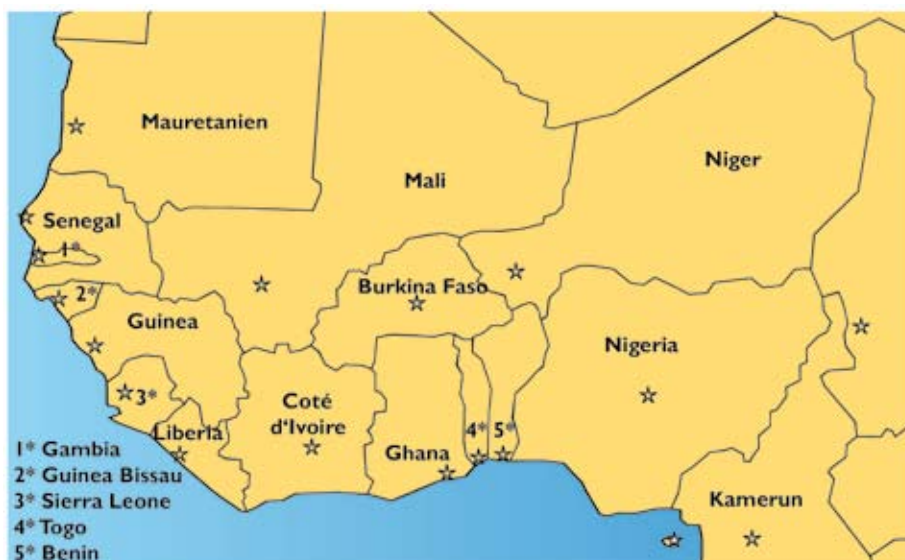 Mauretanien
Niger
Mali
Senegal
1*
2*
Burkina Faso
Guinea
Nigeria
3*
Coté
d'Ivoire
4*
5*
Liberia
Ghana
Kamerun
1* Gambia
2* Guinea Bissau
3* Sierra Leone
4* Togo
5* Benin